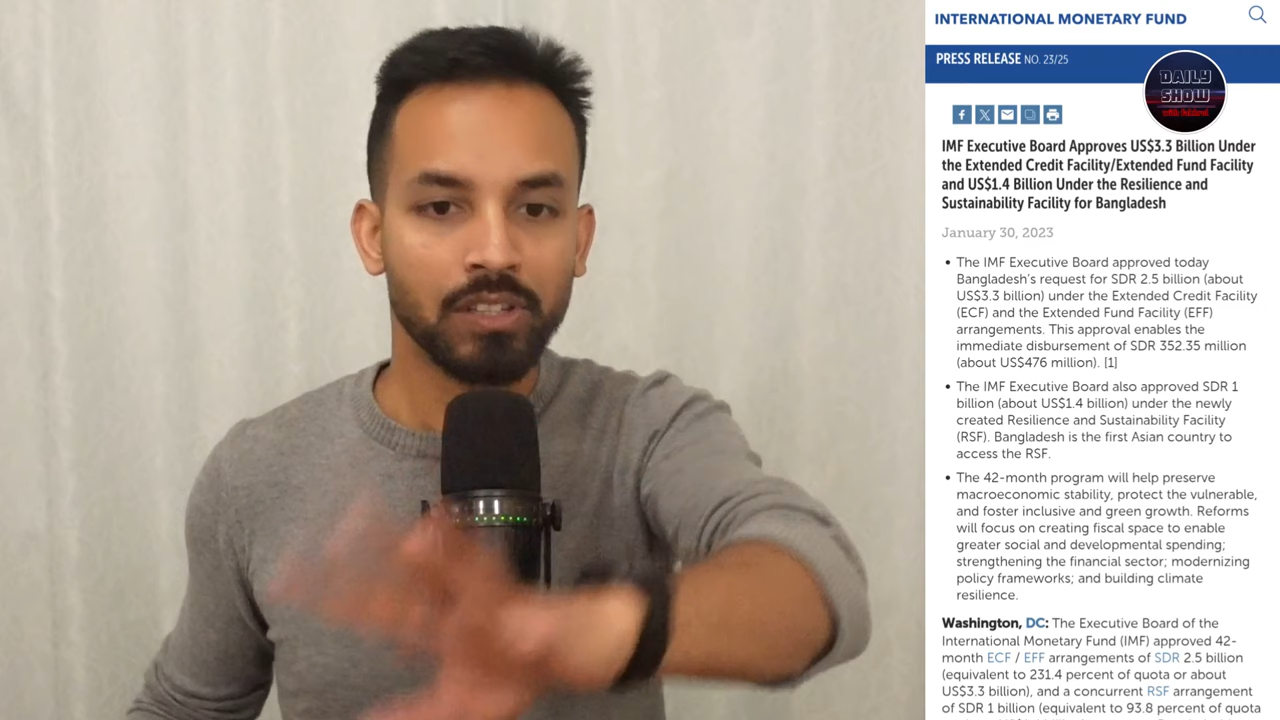 INTERNATIONAL MONETARY FUND
PRESS RELEASE NO. 23/25
DAILY
SHOW
IMF Executive Board Approves US$3.3 Billion Under
the Extended Credit Facility/Extended Fund Facility
and US$1.4 Billion Under the Resilience and
Sustainability Facility for Bangladesh
January 30, 2023
• The IMF Executive Board approved today
Bangladesh’s request for SDR 2.5 billion (about
US$3.3 billion) under the Extended Credit Facility
(ECF) and the Extended Fund Facility (EFF)
arrangements. This approval enables the
immediate disbursement of SDR 352.35 million
(about US$476 million). [1]
• The IMF Executive Board also approved SDR 1
billion (about US$1.4 billion) under the newly
created Resilience and Sustainability Facility
(RSF). Bangladesh is the first Asian country to
access the RSF.
• The 42-month program will help preserve
macroeconomic stability, protect the vulnerable,
and foster inclusive and green growth. Reforms
will focus on creating fiscal space to enable
greater social and developmental spending;
strengthening the financial sector; modernizing
policy frameworks; and building climate
resilience.
Washington, DC: The Executive Board of the
International Monetary Fund (IMF) approved 42-
month ECF / EFF arrangements of SDR 2.5 billion
(equivalent to 231.4 percent of quota or about
US$3.3 billion), and a concurrent RSF arrangement
of SDR 1 billion (equivalent to 93.8 percent of quota